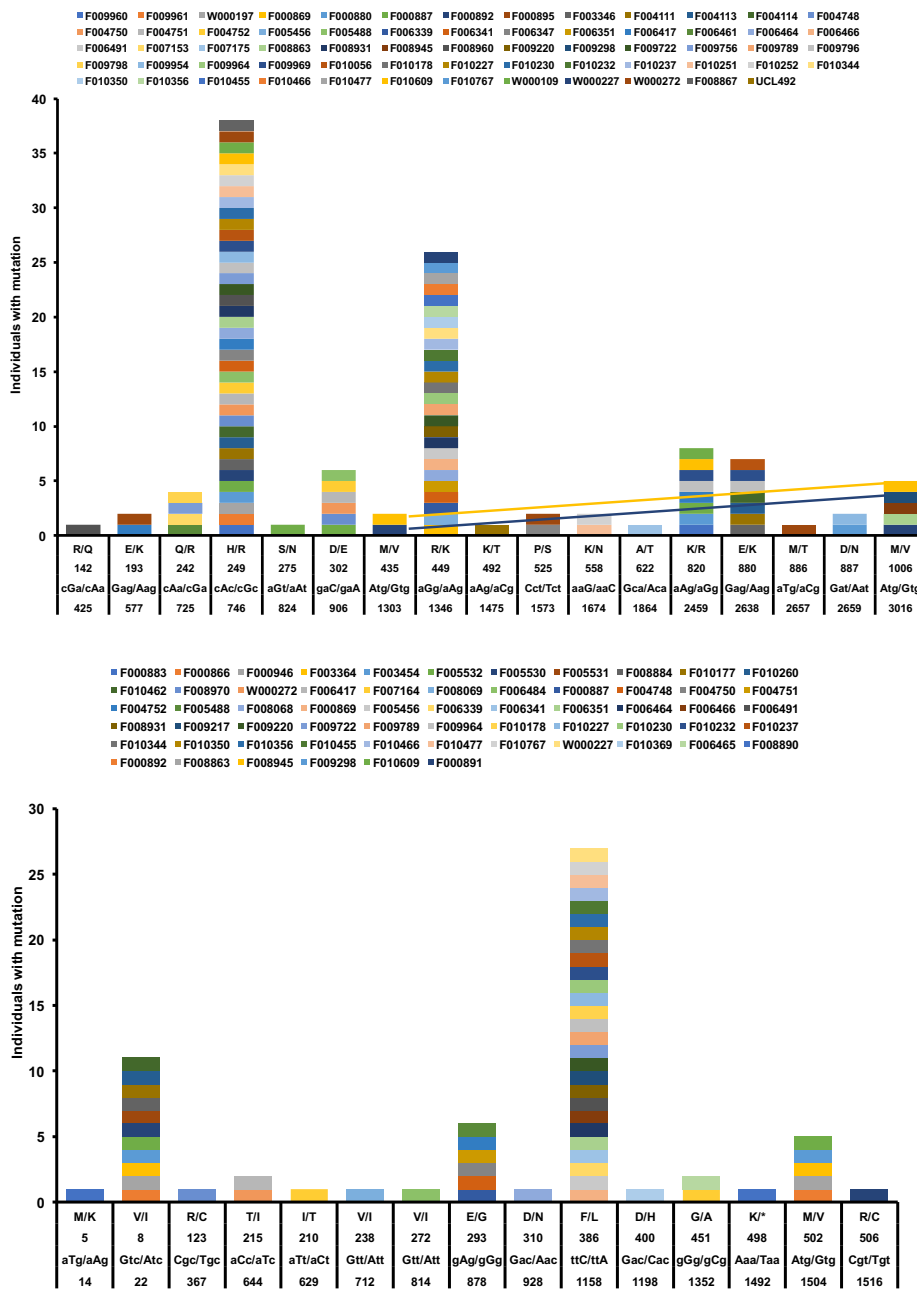 F009960 F009961 W000197 F000869 F000880 F000887 F000892 F000895 F003346 F004111 F004113 F004114 F004748
F004750 F004751 F004752 F005456 F005488 F006339 F006341 F006347 F006351 F006417 F006461 F006464 F006466
F006491 F007153 F007175 F008863 F008931 F008945 F008960 F009220 F009298 F009722 F009756 F009789 F009796
F009798 F009954 F009964 F009969 F010056 F010178 F010227 F010230 F010232 F010237 F010251 F010252 F010344
F010350 F010356 F010455 F010466 F010477 F010609 F010767 W000109 W000227 W000272 F008867 UCL492
40
35
30
25
20
15
10
5
0
Individuals with mutation
R/Q E/K Q/R H/R S/N D/E M/V R/K K/T P/S K/N A/T K/R E/K M/T D/N M/V
142 193 242 249 275 302 435 449 492 525 558 622 820 880 886 887 1006
cGa/cAa Gag/Aag cAa/cGa cAc/cGc aGt/aAt gaC/gaA Atg/Gtg aGg/aAg aAg/aCg Cct/Tct aaG/aaC Gca/Aca aAg/aGg Gag/Aag aTg/aCg Gat/Aat Atg/Gtg
425 577 725 746 824 906 1303 1346 1475 1573 1674 1864 2459 2638 2657 2659 3016
F000883 F000866 F000946 F003364 F003454 F005532 F005530 F005531 F008884 F010177 F010260
F010462 F008970 W000272 F006417 F007164 F008069 F006484 F000887 F004748 F004750 F004751
F004752 F005488 F008068 F000869 F005456 F006339 F006341 F006351 F006464 F006466 F006491
F008931 F009217 F009220 F009722 F009789 F009964 F010178 F010227 F010230 F010232 F010237
F010344 F010350 F010356 F010455 F010466 F010477 F010767 W000227 F010369 F006465 F008890
F000892 F008863 F008945 F009298 F010609 F000891
30
25
20
15
10
5
0
Individuals with mutation
M/K V/I R/C T/I I/T V/I V/I E/G D/N F/L D/H G/A K/* M/V R/C
5 8 123 215 210 238 272 293 310 386 400 451 498 502 506
aTg/aAg Gtc/Atc Cgc/Tgc aCc/aTc aTt/aCt Gtt/Att Gtt/Att gAg/gGg Gac/Aac ttC/ttA Gac/Cac gGg/gCg Aaa/Taa Atg/Gtg Cgt/Tgt
14 22 367 644 629 712 814 878 928 1158 1198 1352 1492 1504 1516